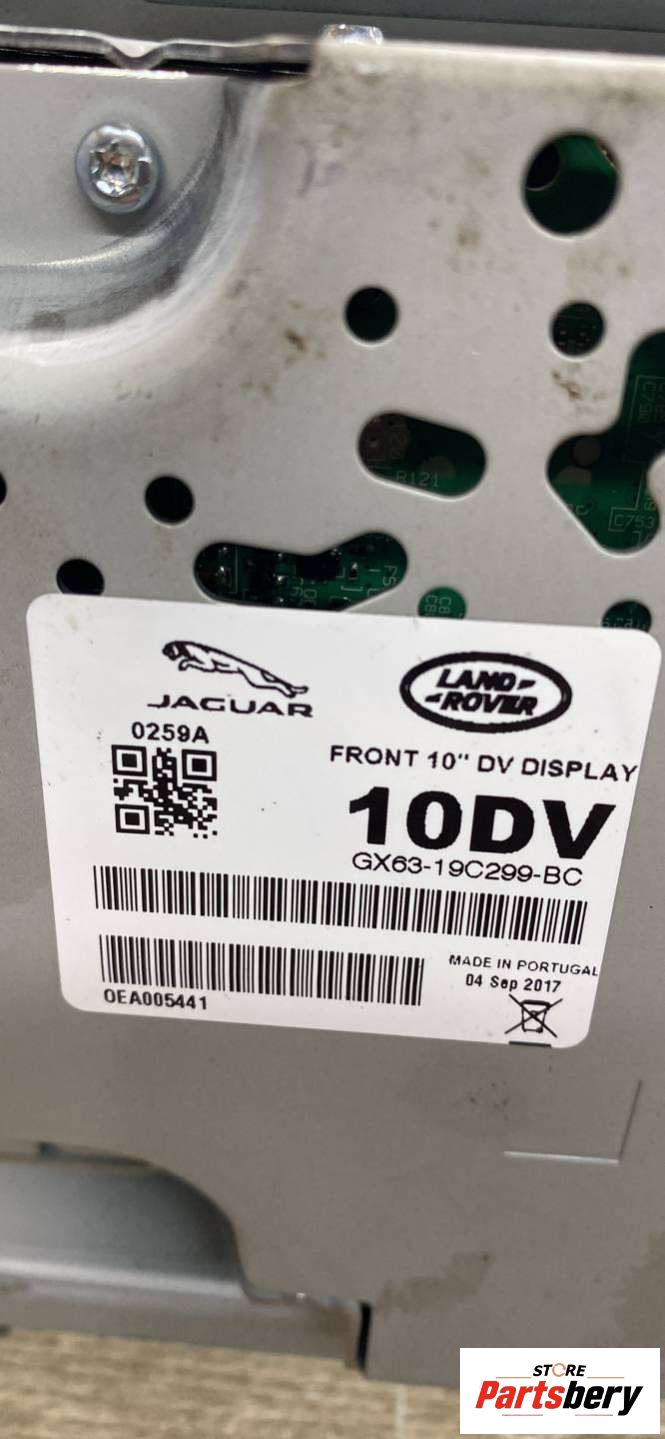 R121
C753
JAGUAR
LAND
ROVER
0259A
FRONT 10" DV DISPLAY
10DV
GX63-19C299-BC
MADE IN PORTUGAL
04 Sep 2017
0EA005441
STORE
Partsbery